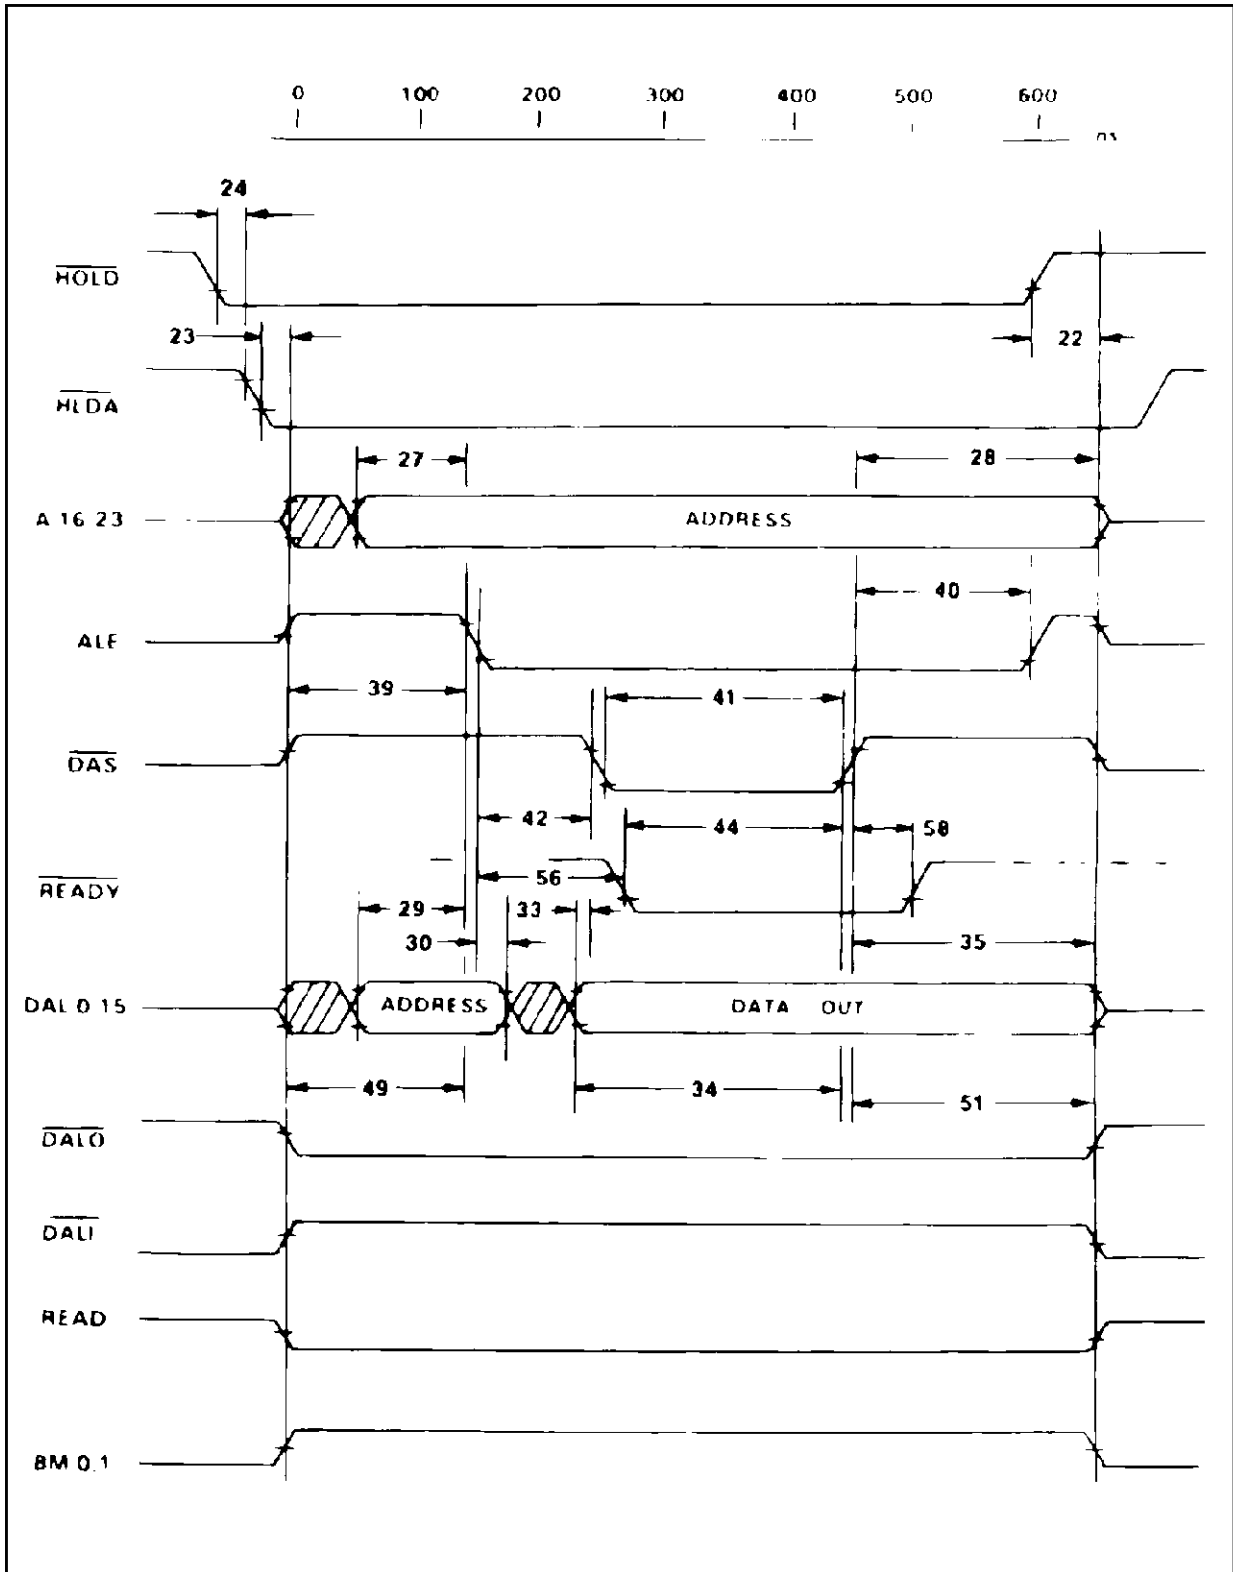 0 100 200 300 400 500 600
ns
24
HOLD
23 22
HLDA
27 28
A 16 23 ADDRESS
40
ALE
39 41
DAS
42 44 58
READY 56
29 33
30 35
DAL 0 15 ADDRESS DATA OUT
49 34 51
DALO
DALI
READ
BM 0,1